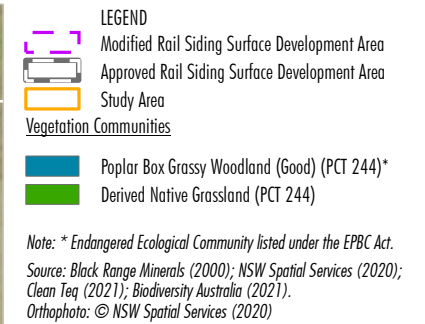 LEGEND
Modified Rail Siding Surface Development Area
Approved Rail Siding Surface Development Area
Study Area
Vegetation Communities
Poplar Box Grassy Woodland (Good) (PCT 244)*
Derived Native Grassland (PCT 244)
Note: * Endangered Ecological Community listed under the EPBC Act.
Source: Black Range Minerals (2000); NSW Spatial Services (2020);
Clean Teq (2021); Biodiversity Australia (2021).
Orthophoto: © NSW Spatial Services (2020)